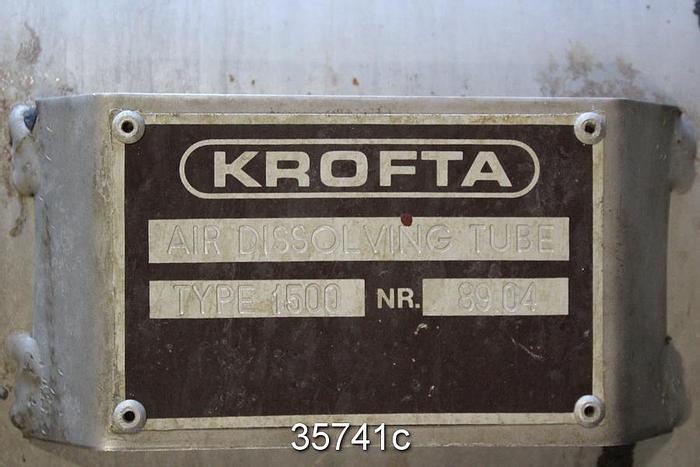 KROFTA
AIR DISSOLVING TUBE
TYPE 1500 NR. 89 04
35741c